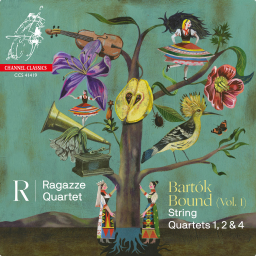 CHANNEL CLASSICS
CCS 41419
R
Ragazze
Quartet
Bartók
Bound (Vol. 1)
String
Quartets 1, 2 & 4